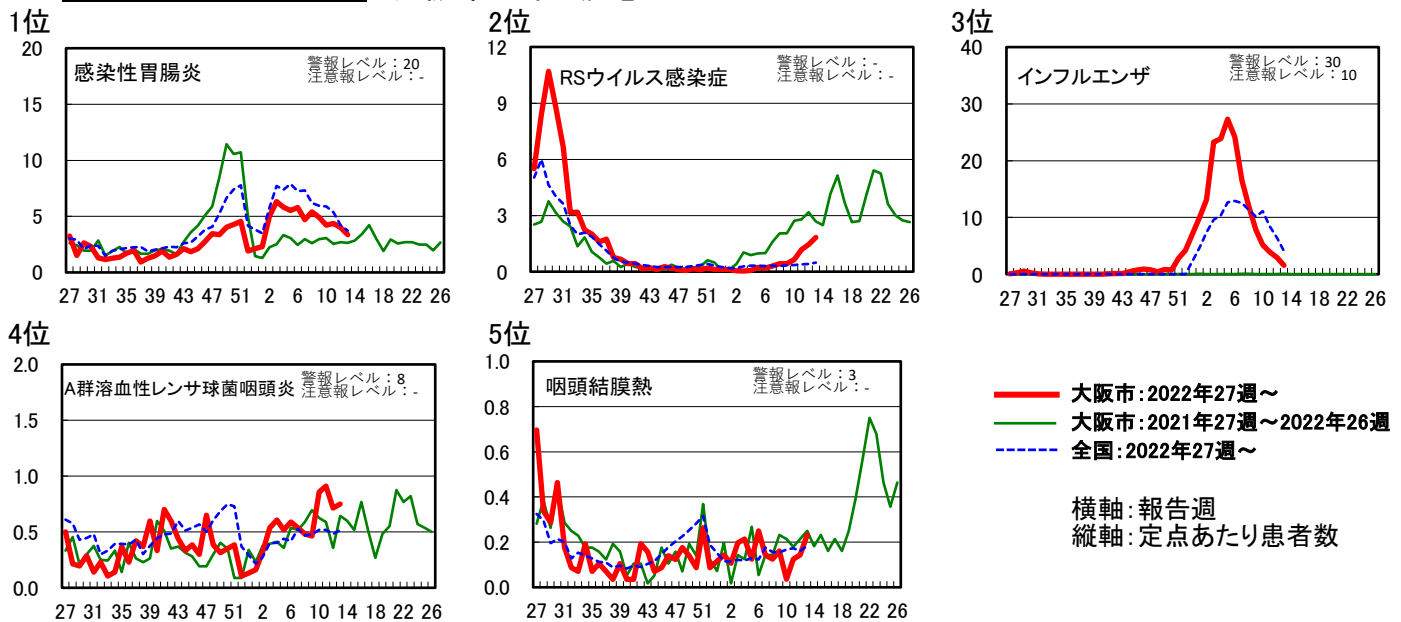 1位
感染性胃腸炎
警報レベル：20
注意報レベル：-
20
15
10
5
0
27 31 35 39 43 47 51 2 6 10 14 18 22 26
2位
RSウイルス感染症
警報レベル：-
注意報レベル：-
12
9
6
3
0
27 31 35 39 43 47 51 2 6 10 14 18 22 26
3位
インフルエンザ
警報レベル：30
注意報レベル：10
40
30
20
10
0
27 31 35 39 43 47 51 2 6 10 14 18 22 26
4位
A群溶血性レンサ球菌咽頭炎
警報レベル：8
注意報レベル：-
2.0
1.5
1.0
0.5
0.0
27 31 35 39 43 47 51 2 6 10 14 18 22 26
5位
咽頭結膜熱
警報レベル：3
注意報レベル：-
1.0
0.8
0.6
0.4
0.2
0.0
27 31 35 39 43 47 51 2 6 10 14 18 22 26
大阪市：2022年27週～
大阪市：2021年27週～2022年26週
全国：2022年27週～
横軸：報告週
縦軸：定点あたり患者数